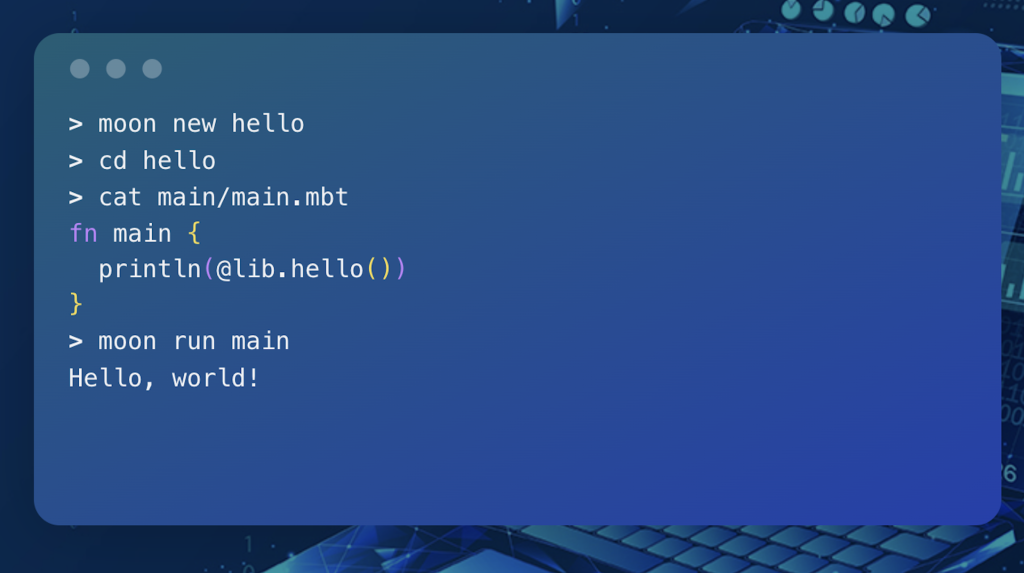 > moon new hello
> cd hello
> cat main/main.mbt
fn main {
  println(@lib.hello())
}
> moon run main
Hello, world!